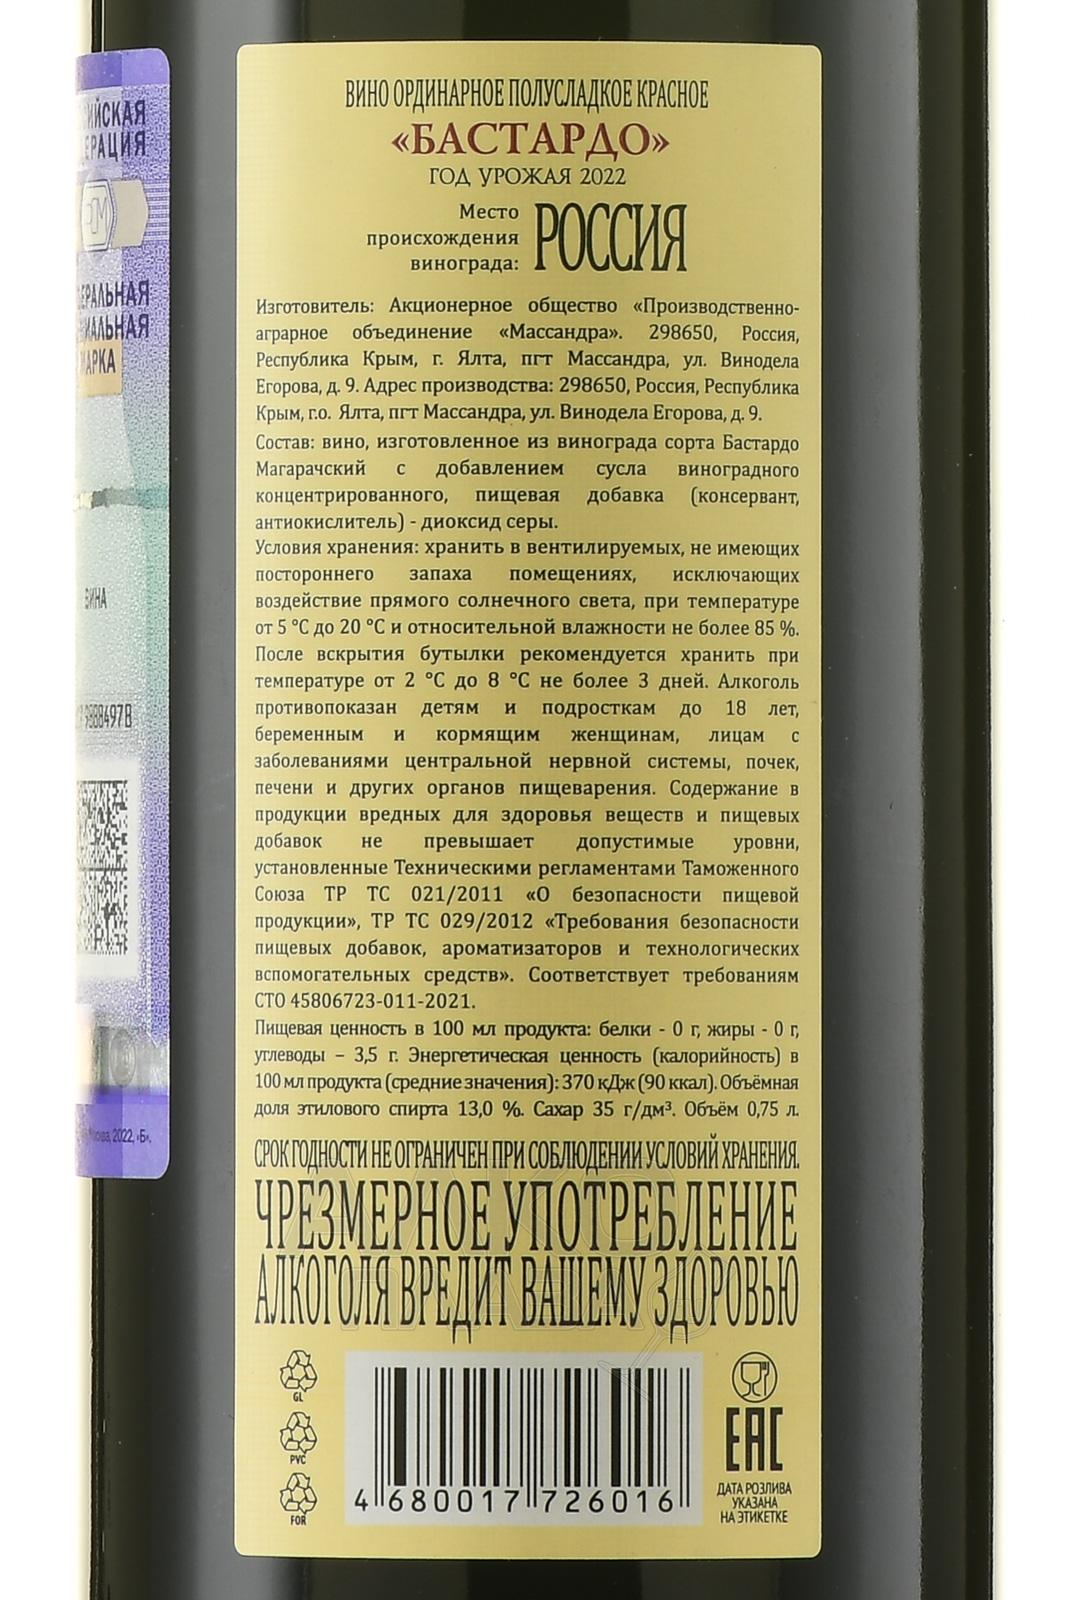 ВИНО ОРДИНАРНОЕ ПОЛУСЛАДКОЕ КРАСНОЕ
«БАСТАРДО»
ГОД УРОЖАЯ 2022
Место
происхождения
винограда:
РОССИЯ
Изготовитель: Акционерное общество «Производственно-
аграрное объединение «Массандра». 298650, Россия,
Республика Крым, г. Ялта, пгт Массандра, ул. Винодела
Егорова, д. 9. Адрес производства: 298650, Россия, Республика
Крым, г.о. Ялта, пгт Массандра, ул. Винодела Егорова, д. 9.
Состав: вино, изготовленное из винограда сорта Бастардо
Магарачский с добавлением сусла виноградного
концентрированного, пищевая добавка (консервант,
антиокислитель) - диоксид серы.
Условия хранения: хранить в вентилируемых, не имеющих
постороннего запаха помещениях, исключающих
воздействие прямого солнечного света, при температуре
от 5 °С до 20 °С и относительной влажности не более 85 %.
После вскрытия бутылки рекомендуется хранить при
температуре от 2 °С до 8 °С не более 3 дней. Алкоголь
противопоказан детям и подросткам до 18 лет,
беременным и кормящим женщинам, лицам с
заболеваниями центральной нервной системы, почек,
печени и других органов пищеварения. Содержание в
продукции вредных для здоровья веществ и пищевых
добавок не превышает допустимые уровни,
установленные Техническими регламентами Таможенного
Союза ТР ТС 021/2011 «О безопасности пищевой
продукции», ТР ТС 029/2012 «Требования безопасности
пищевых добавок, ароматизаторов и технологических
вспомогательных средств». Соответствует требованиям
СТО 45806723-011-2021.
Пищевая ценность в 100 мл продукта: белки - 0 г, жиры - 0 г,
углеводы – 3,5 г. Энергетическая ценность (калорийность) в
100 мл продукта (средние значения): 370 кДж (90 ккал). Объёмная
доля этилового спирта 13,0 %. Сахар 35 г/дм³. Объём 0,75 л.
СРОК ГОДНОСТИ НЕ ОГРАНИЧЕН ПРИ СОБЛЮДЕНИИ УСЛОВИЙ ХРАНЕНИЯ.
ЧРЕЗМЕРНОЕ УПОТРЕБЛЕНИЕ
АЛКОГОЛЯ ВРЕДИТ ВАШЕМУ ЗДОРОВЬЮ
GL
PVC
FOR
4 680017 726016
EAC
ДАТА РОЗЛИВА
УКАЗАНА
НА ЭТИКЕТКЕ
ИЙСКАЯ
ЕРАЦИЯ
ЕРАЛЬНАЯ
ИАЛЬНАЯ
МАРКА
ВИНА
2022, «Б».